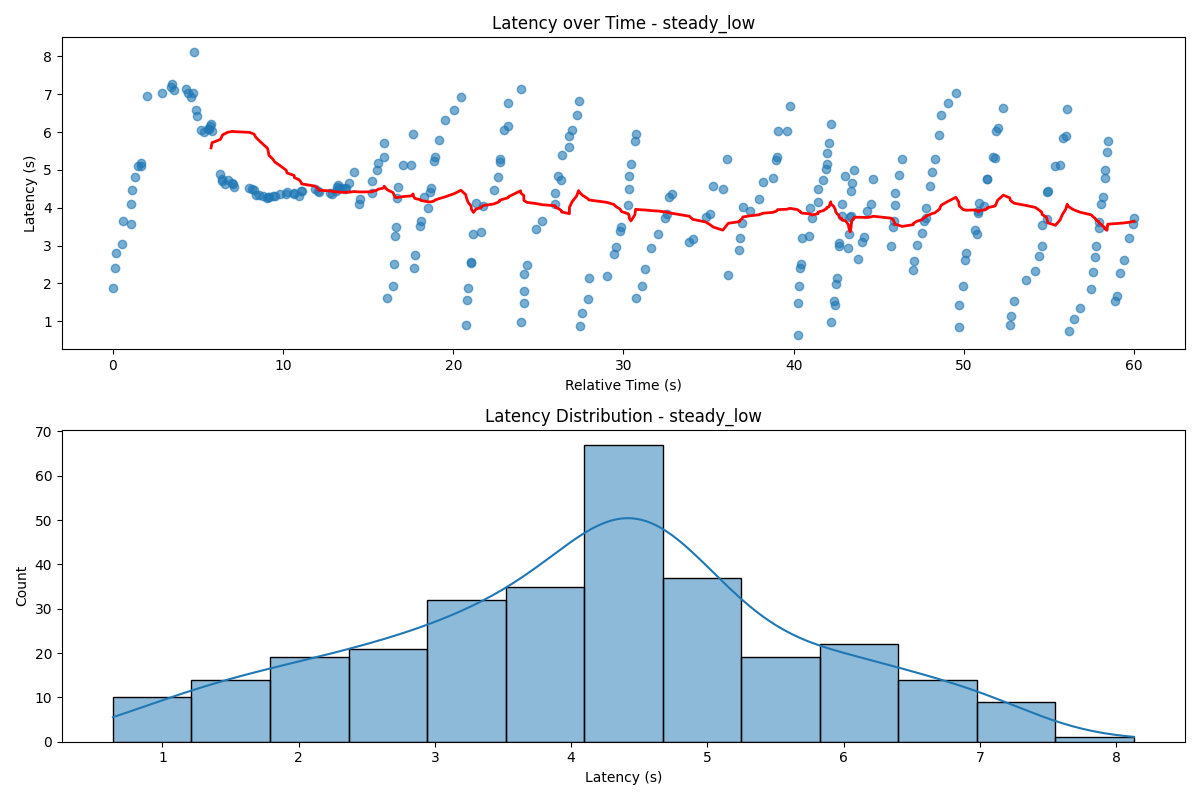 Latency over Time - steady_low
Latency (s)
8
7
6
5
4
3
2
1
0 10 20 30 40 50 60
Relative Time (s)
Latency Distribution - steady_low
Count
70
60
50
40
30
20
10
0
1 2 3 4 5 6 7 8
Latency (s)